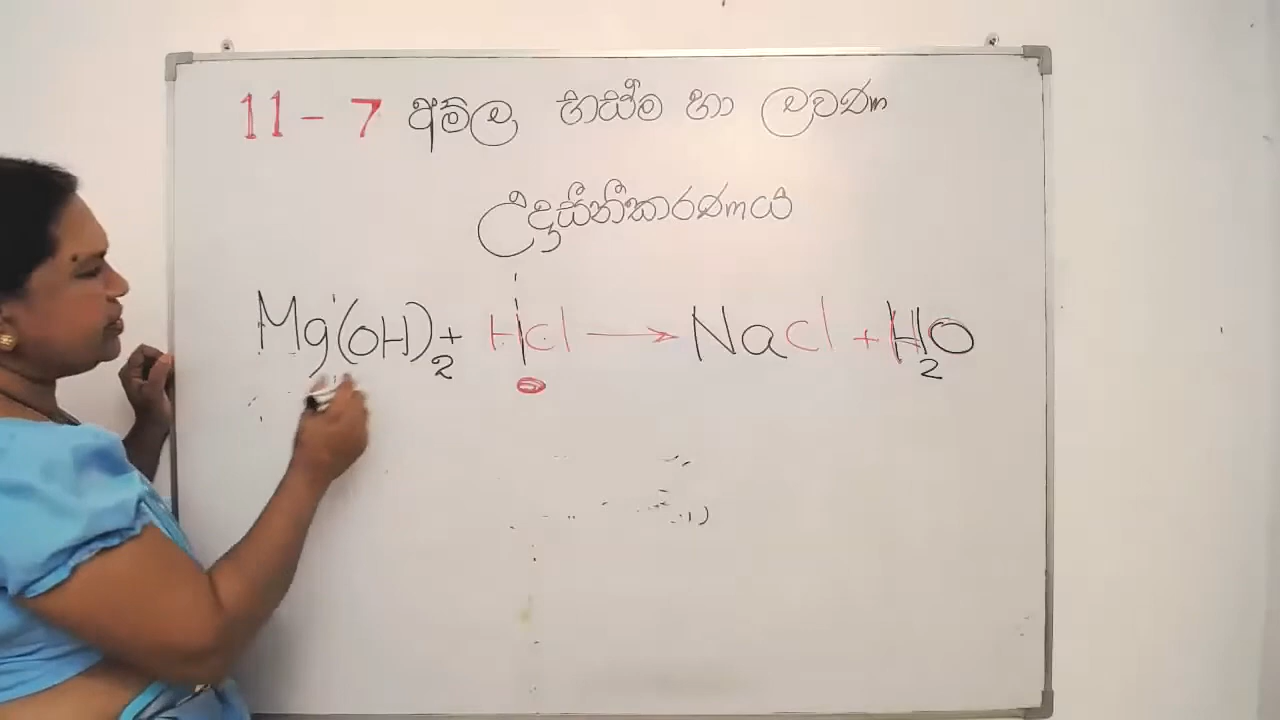 11 - 7 අම්ල භස්ම හා ලවණ
උදාසීනීකරණය
Mg(OH)₂ + HCl ⟶ NaCl + H₂O